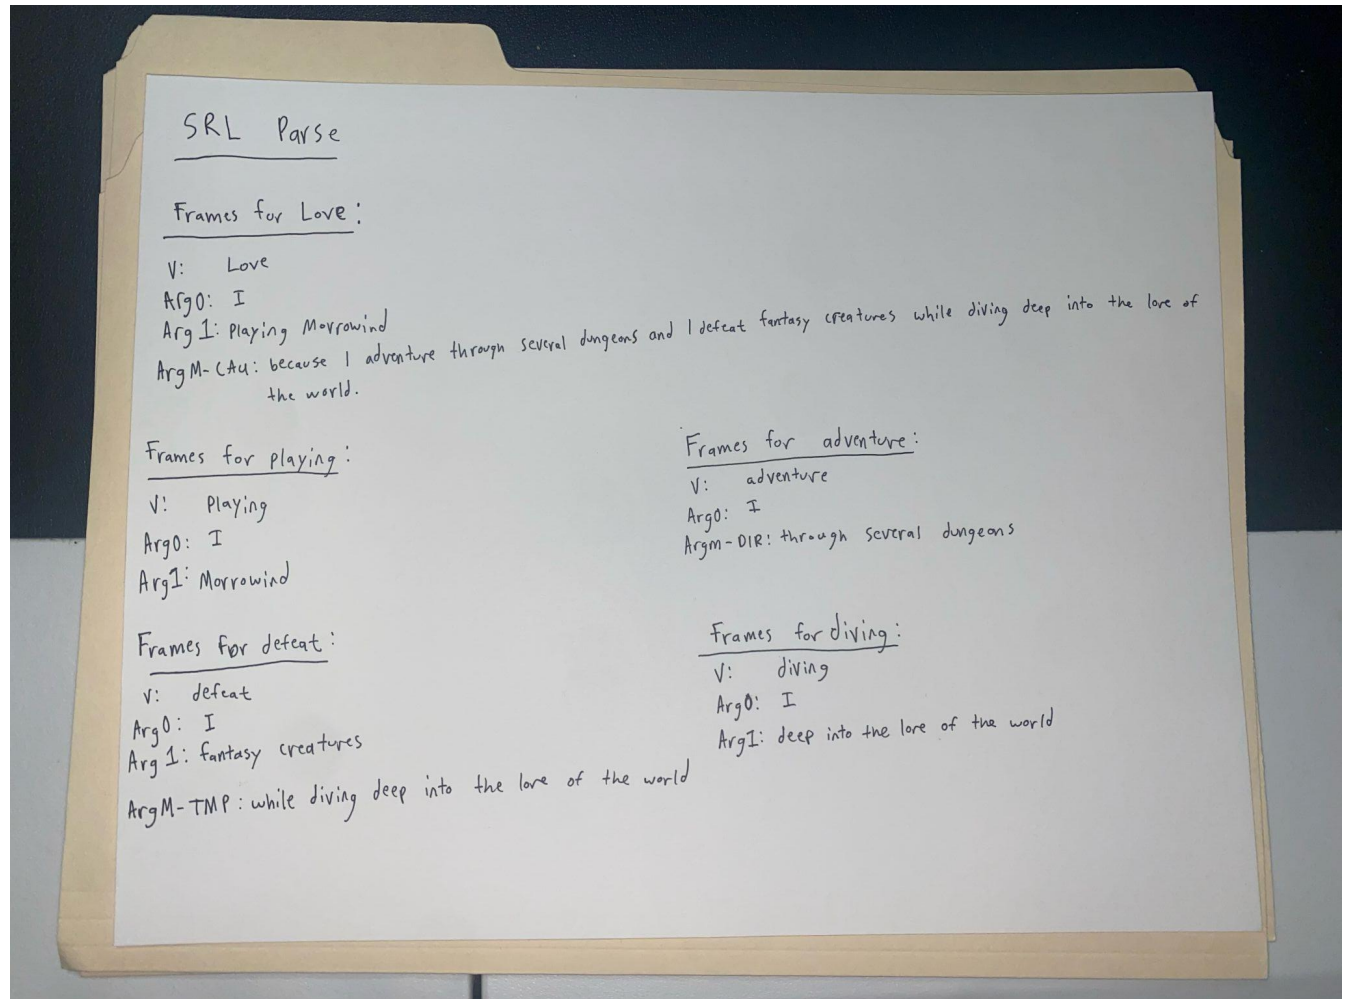 SRL Parse
Frames for Love:
V: Love
Arg0: I
Arg1: Playing Morrowind
ArgM-CAU: because I adventure through several dungeons and I defeat fantasy creatures while diving deep into the lore of
the world.
Frames for playing:
V: Playing
Arg0: I
Arg1: Morrowind
Frames for adventure:
V: adventure
Arg0: I
Argm-DIR: through several dungeons
Frames for defeat:
V: defeat
Arg0: I
Arg1: fantasy creatures
ArgM-TMP: while diving deep into the lore of the world
Frames for diving:
V: diving
Arg0: I
Arg1: deep into the lore of the world